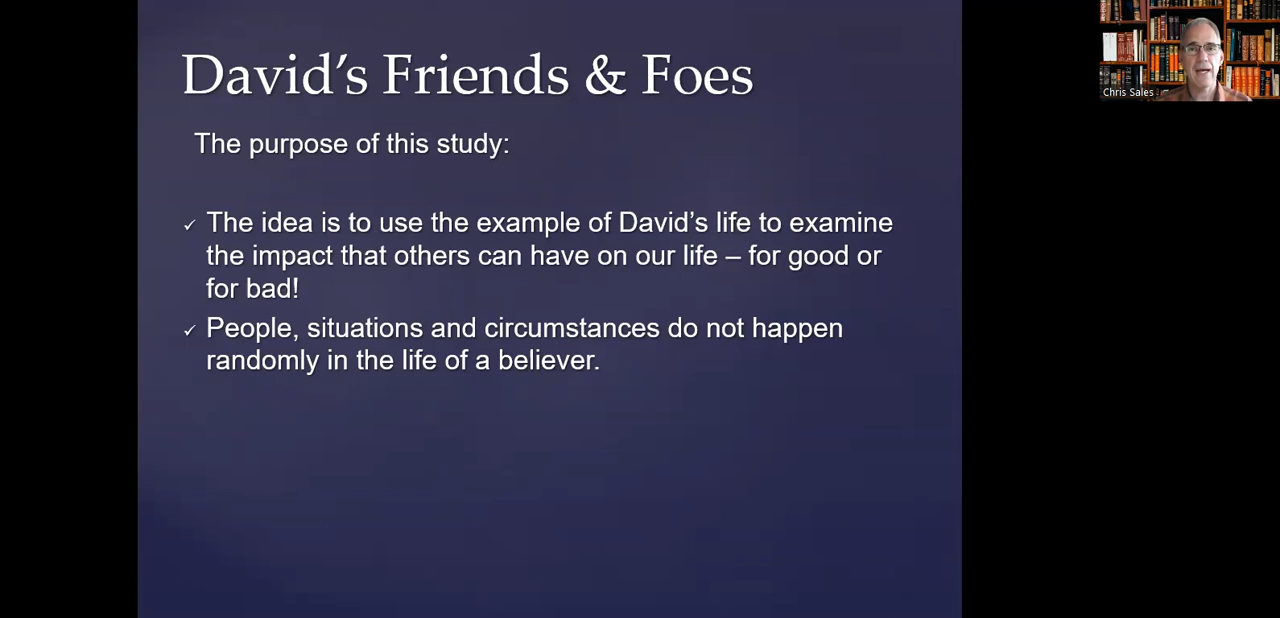 David’s Friends & Foes
The purpose of this study:
✓ The idea is to use the example of David’s life to examine
the impact that others can have on our life – for good or
for bad!
✓ People, situations and circumstances do not happen
randomly in the life of a believer.
Chris Sales